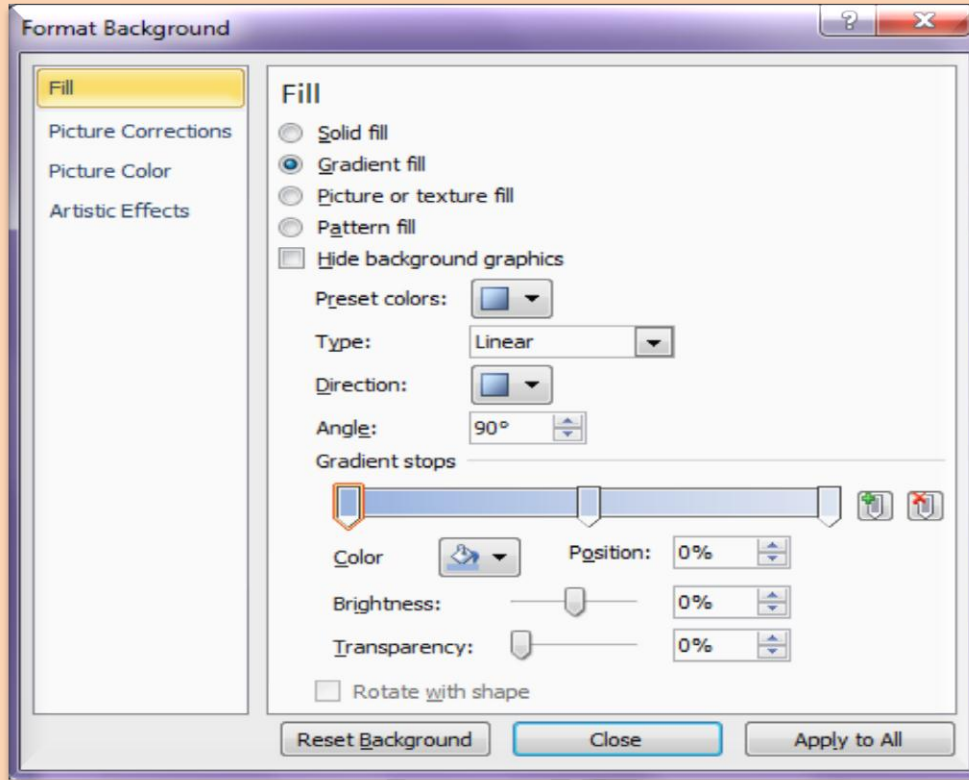 Format Background
Fill
Picture Corrections
Picture Color
Artistic Effects
Fill
Solid fill
Gradient fill
Picture or texture fill
Pattern fill
Hide background graphics
Preset colors:
Type: Linear
Direction:
Angle: 90°
Gradient stops
Color Position: 0%
Brightness: 0%
Transparency: 0%
Rotate with shape
Reset Background Close Apply to All